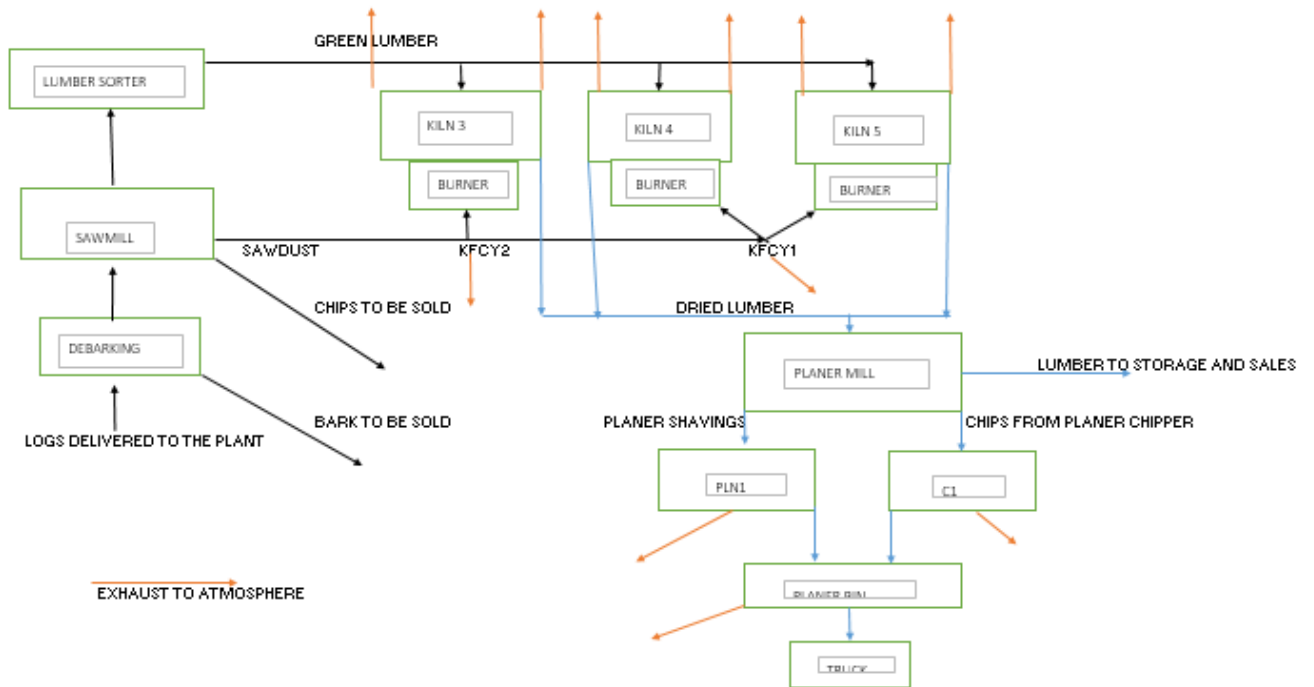 GREEN LUMBER
LUMBER SORTER
KILN 3
KILN 4
KILN 5
BURNER
BURNER
BURNER
SAWMILL
SAWDUST
KFCY2
KFCY1
CHIPS TO BE SOLD
DRIED LUMBER
DEBARKING
PLANER MILL
LUMBER TO STORAGE AND SALES
BARK TO BE SOLD
PLANER SHAVINGS
CHIPS FROM PLANER CHIPPER
LOGS DELIVERED TO THE PLANT
PLN1
C1
EXHAUST TO ATMOSPHERE
PLANER BIN
TRUCK